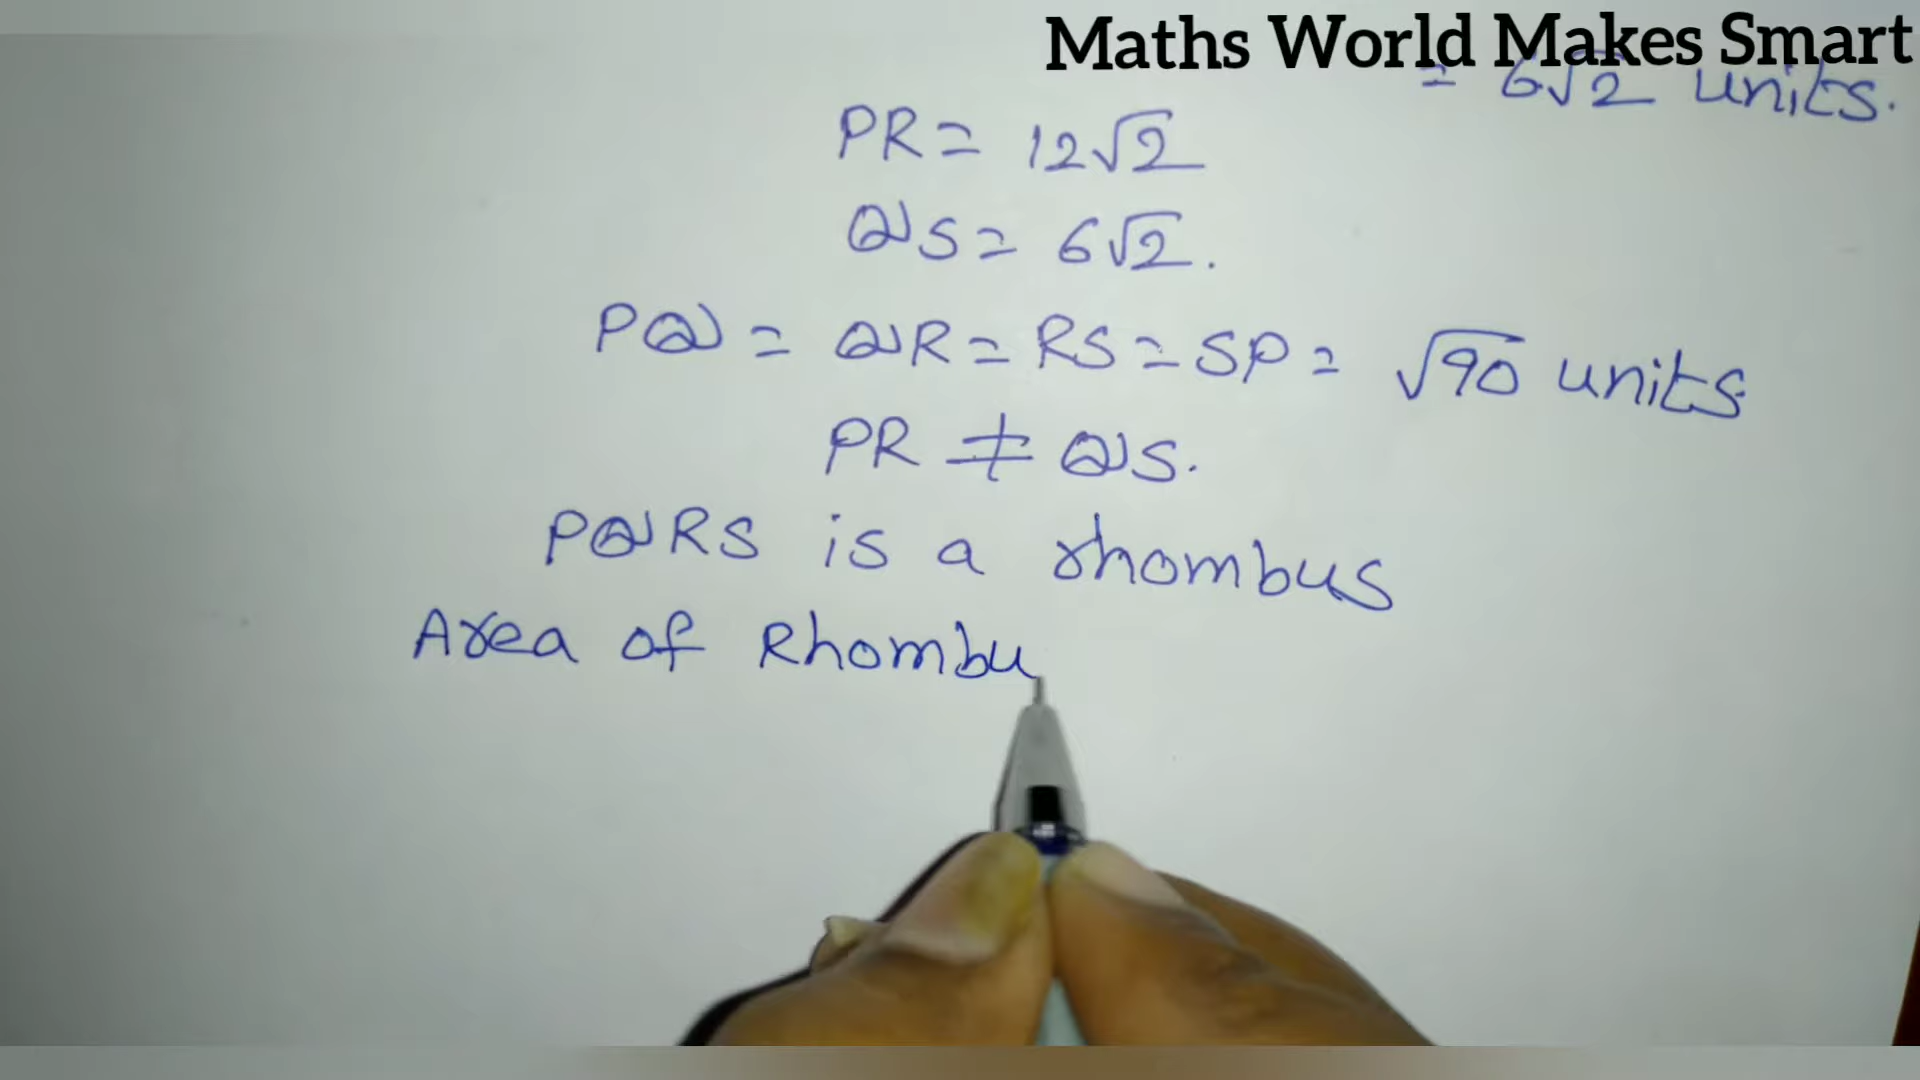 Maths World Makes Smart
= 6√2 units.
PR = 12√2
QS = 6√2.
PQ = QR = RS = SP = √90 units
PR ≠ QS.
PQRS is a rhombus
Area of Rhombu